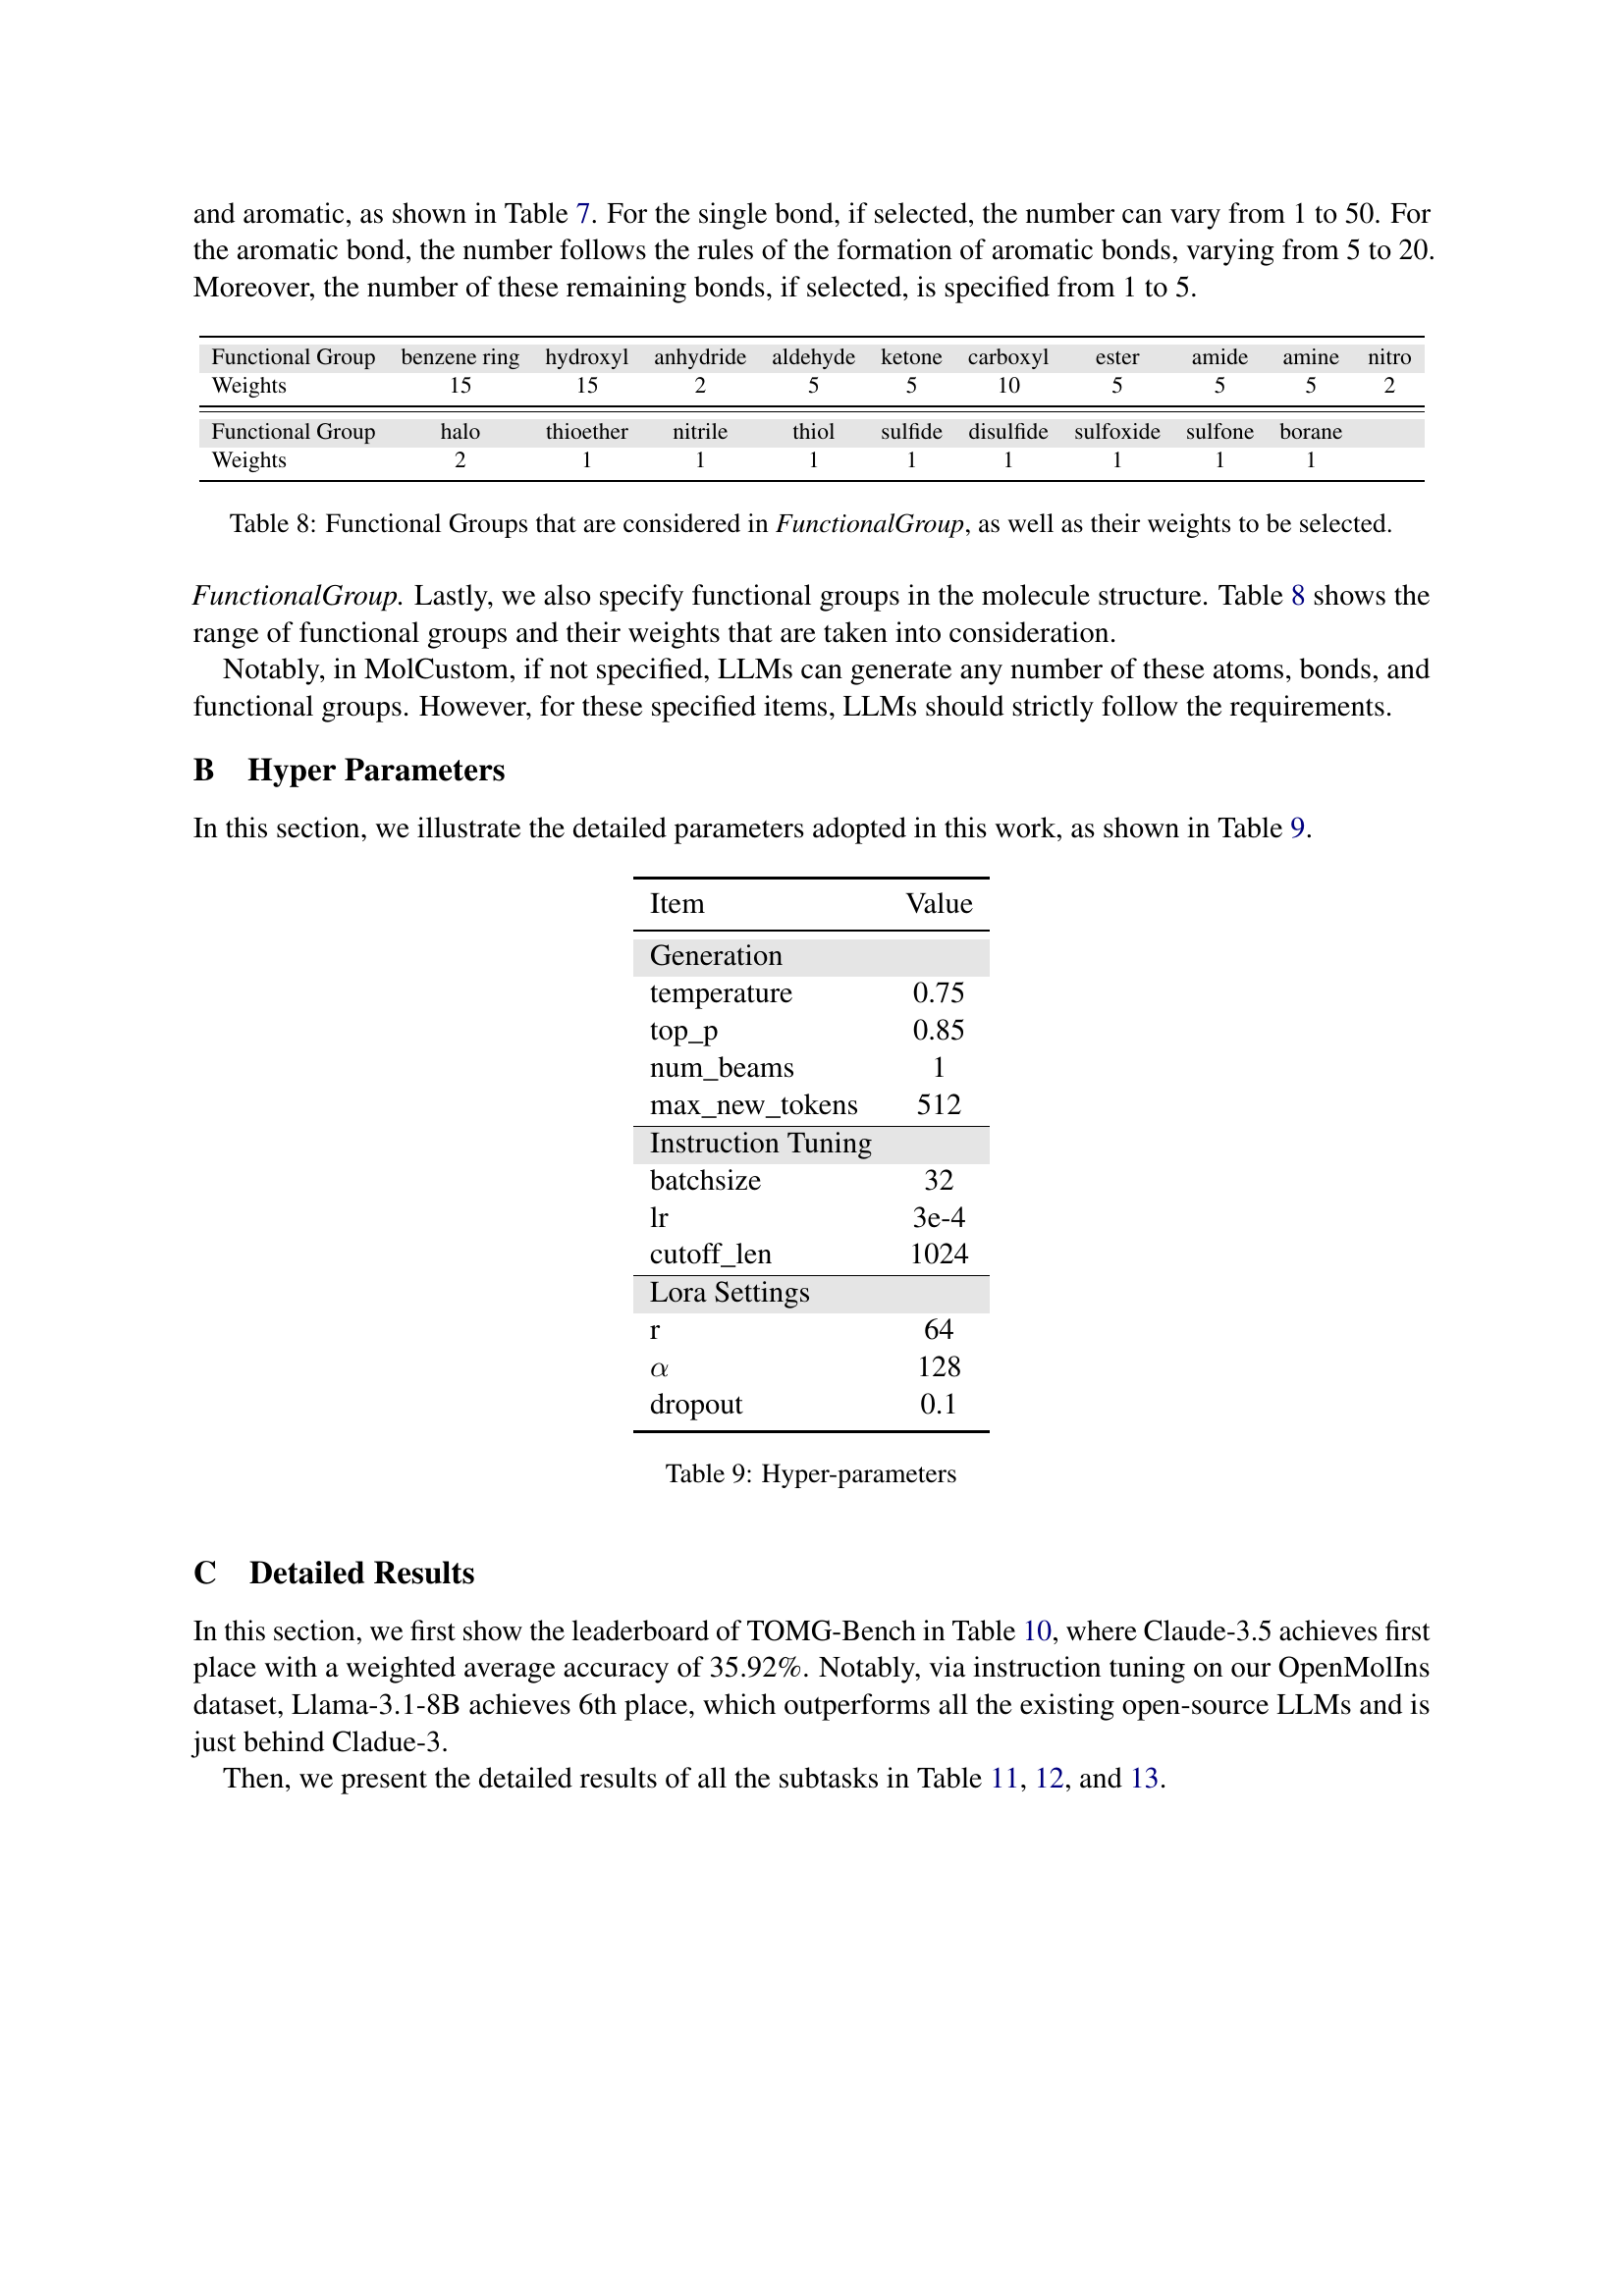 and aromatic, as shown in Table 7. For the single bond, if selected, the number can vary from 1 to 50. For
the aromatic bond, the number follows the rules of the formation of aromatic bonds, varying from 5 to 20.
Moreover, the number of these remaining bonds, if selected, is specified from 1 to 5.
Functional Group benzene ring hydroxyl anhydride aldehyde ketone carboxyl ester amide amine nitro
Weights 15 15 2 5 5 10 5 5 5 2
Functional Group halo thioether nitrile thiol sulfide disulfide sulfoxide sulfone borane
Weights 2 1 1 1 1 1 1 1 1
Table 8: Functional Groups that are considered in FunctionalGroup, as well as their weights to be selected.
FunctionalGroup. Lastly, we also specify functional groups in the molecule structure. Table 8 shows the
range of functional groups and their weights that are taken into consideration.
Notably, in MolCustom, if not specified, LLMs can generate any number of these atoms, bonds, and
functional groups. However, for these specified items, LLMs should strictly follow the requirements.
B Hyper Parameters
In this section, we illustrate the detailed parameters adopted in this work, as shown in Table 9.
Item Value
Generation
temperature 0.75
top_p 0.85
num_beams 1
max_new_tokens 512
Instruction Tuning
batchsize 32
lr 3e-4
cutoff_len 1024
Lora Settings
r 64
α 128
dropout 0.1
Table 9: Hyper-parameters
C Detailed Results
In this section, we first show the leaderboard of TOMG-Bench in Table 10, where Claude-3.5 achieves first
place with a weighted average accuracy of 35.92%. Notably, via instruction tuning on our OpenMolIns
dataset, Llama-3.1-8B achieves 6th place, which outperforms all the existing open-source LLMs and is
just behind Cladue-3.
Then, we present the detailed results of all the subtasks in Table 11, 12, and 13.